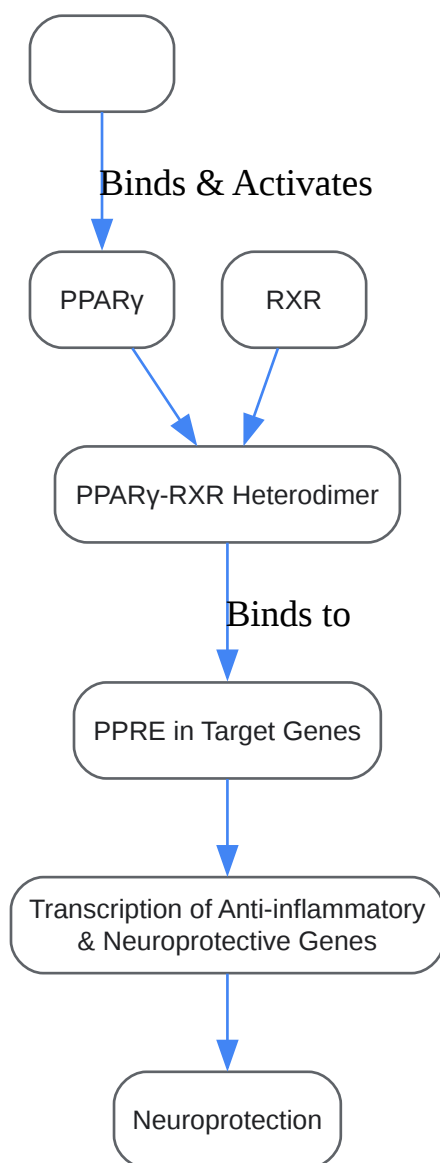 Binds & Activates
PPARγ
RXR
PPARγ-RXR Heterodimer
Binds to
PPRE in Target Genes
Transcription of Anti-inflammatory
& Neuroprotective Genes
Neuroprotection